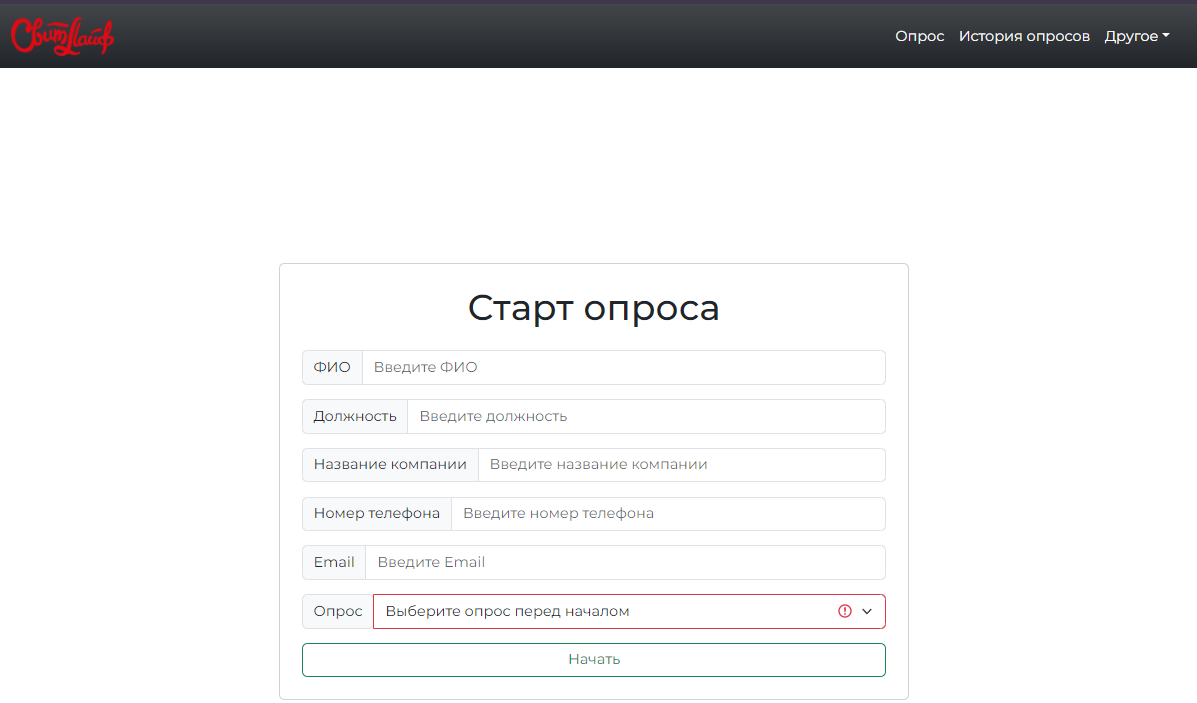 СвитЛайф
Опрос История опросов Другое
Старт опроса
ФИО Введите ФИО
Должность Введите должность
Название компании Введите название компании
Номер телефона Введите номер телефона
Email Введите Email
Опрос Выберите опрос перед началом
Начать